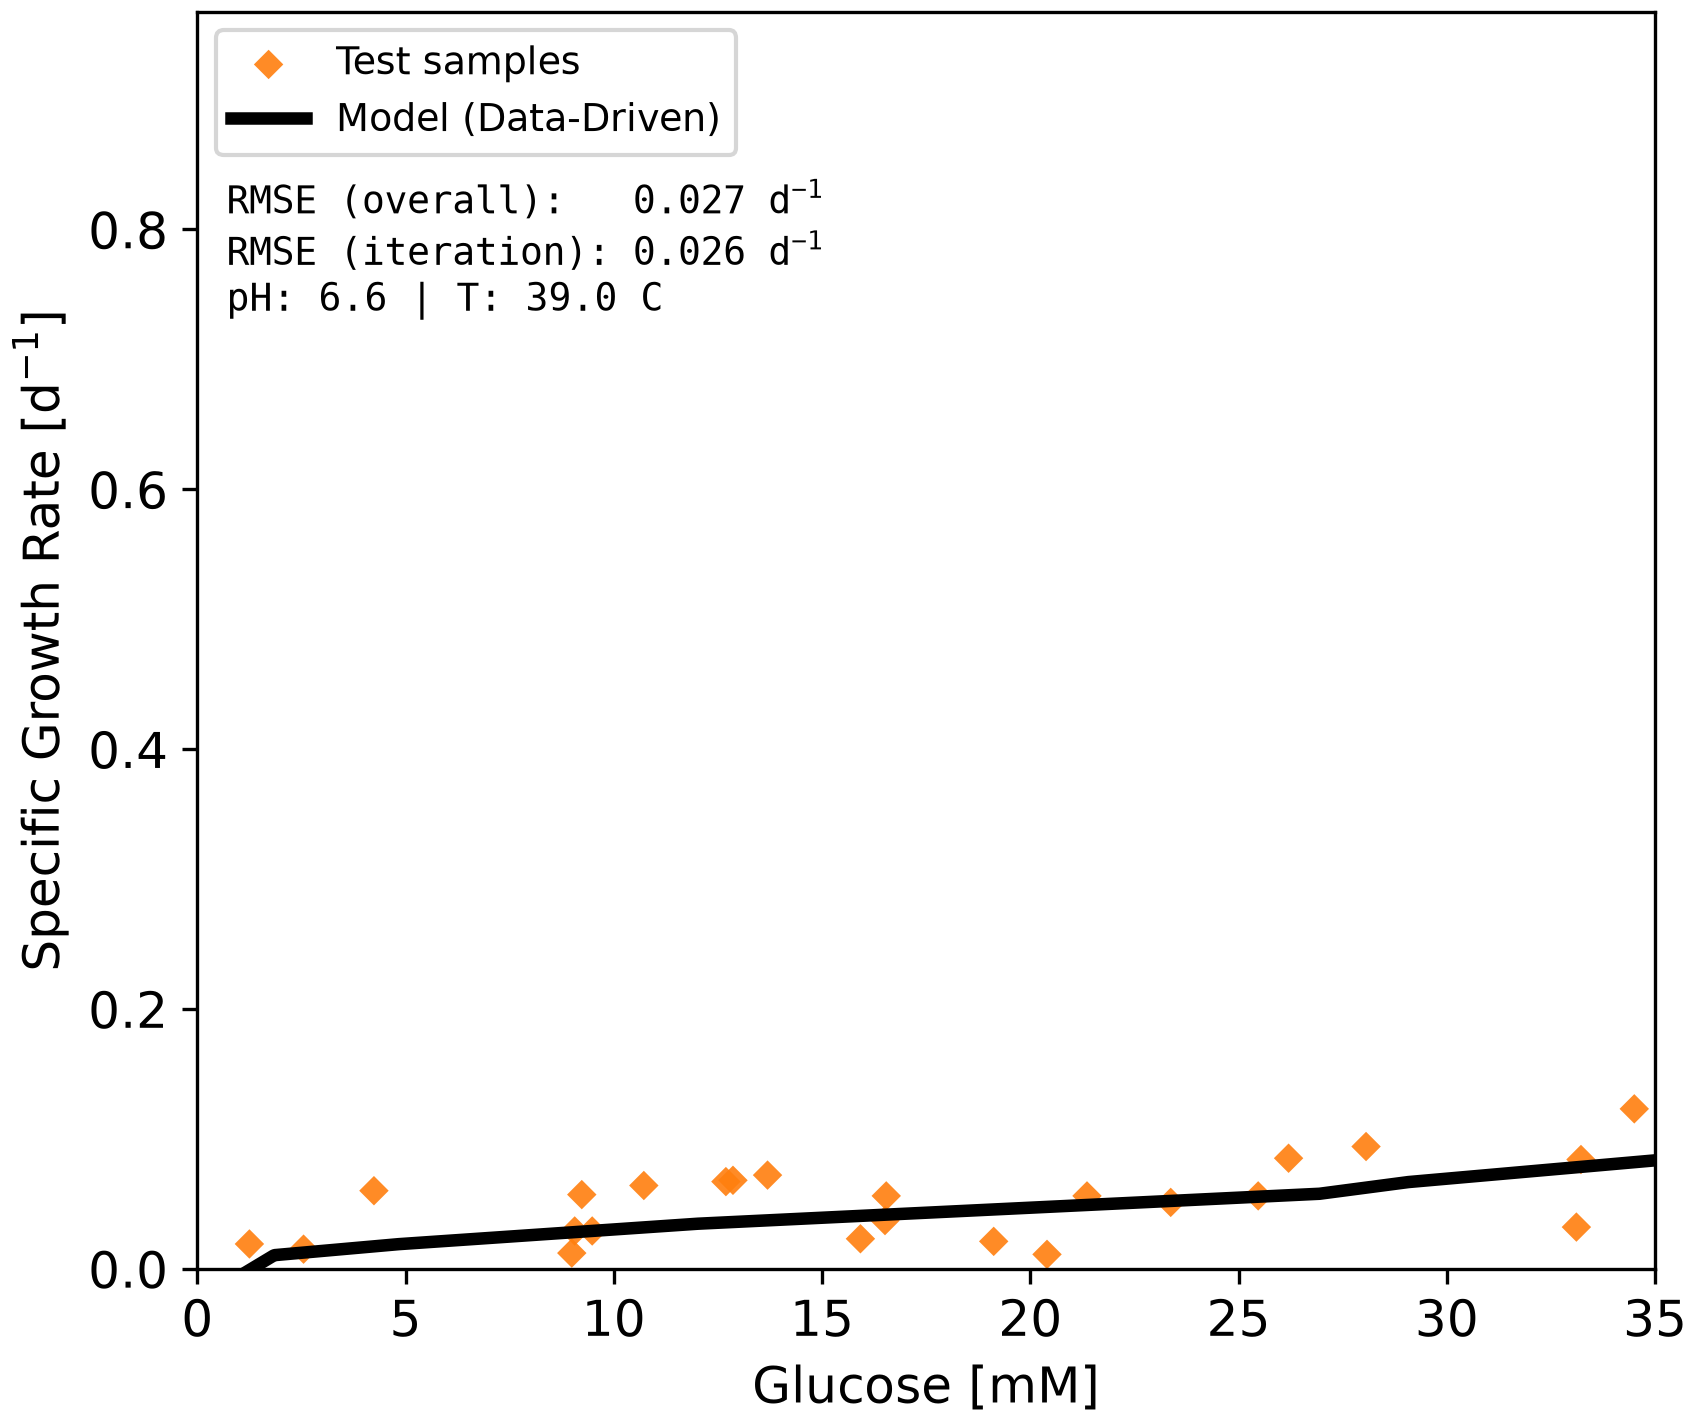 Test samples
Model (Data-Driven)
RMSE (overall):   0.027 d⁻¹
RMSE (iteration): 0.026 d⁻¹
pH: 6.6 | T: 39.0 C
Specific Growth Rate [d⁻¹]
0.8
0.6
0.4
0.2
0.0
0 5 10 15 20 25 30 35
Glucose [mM]